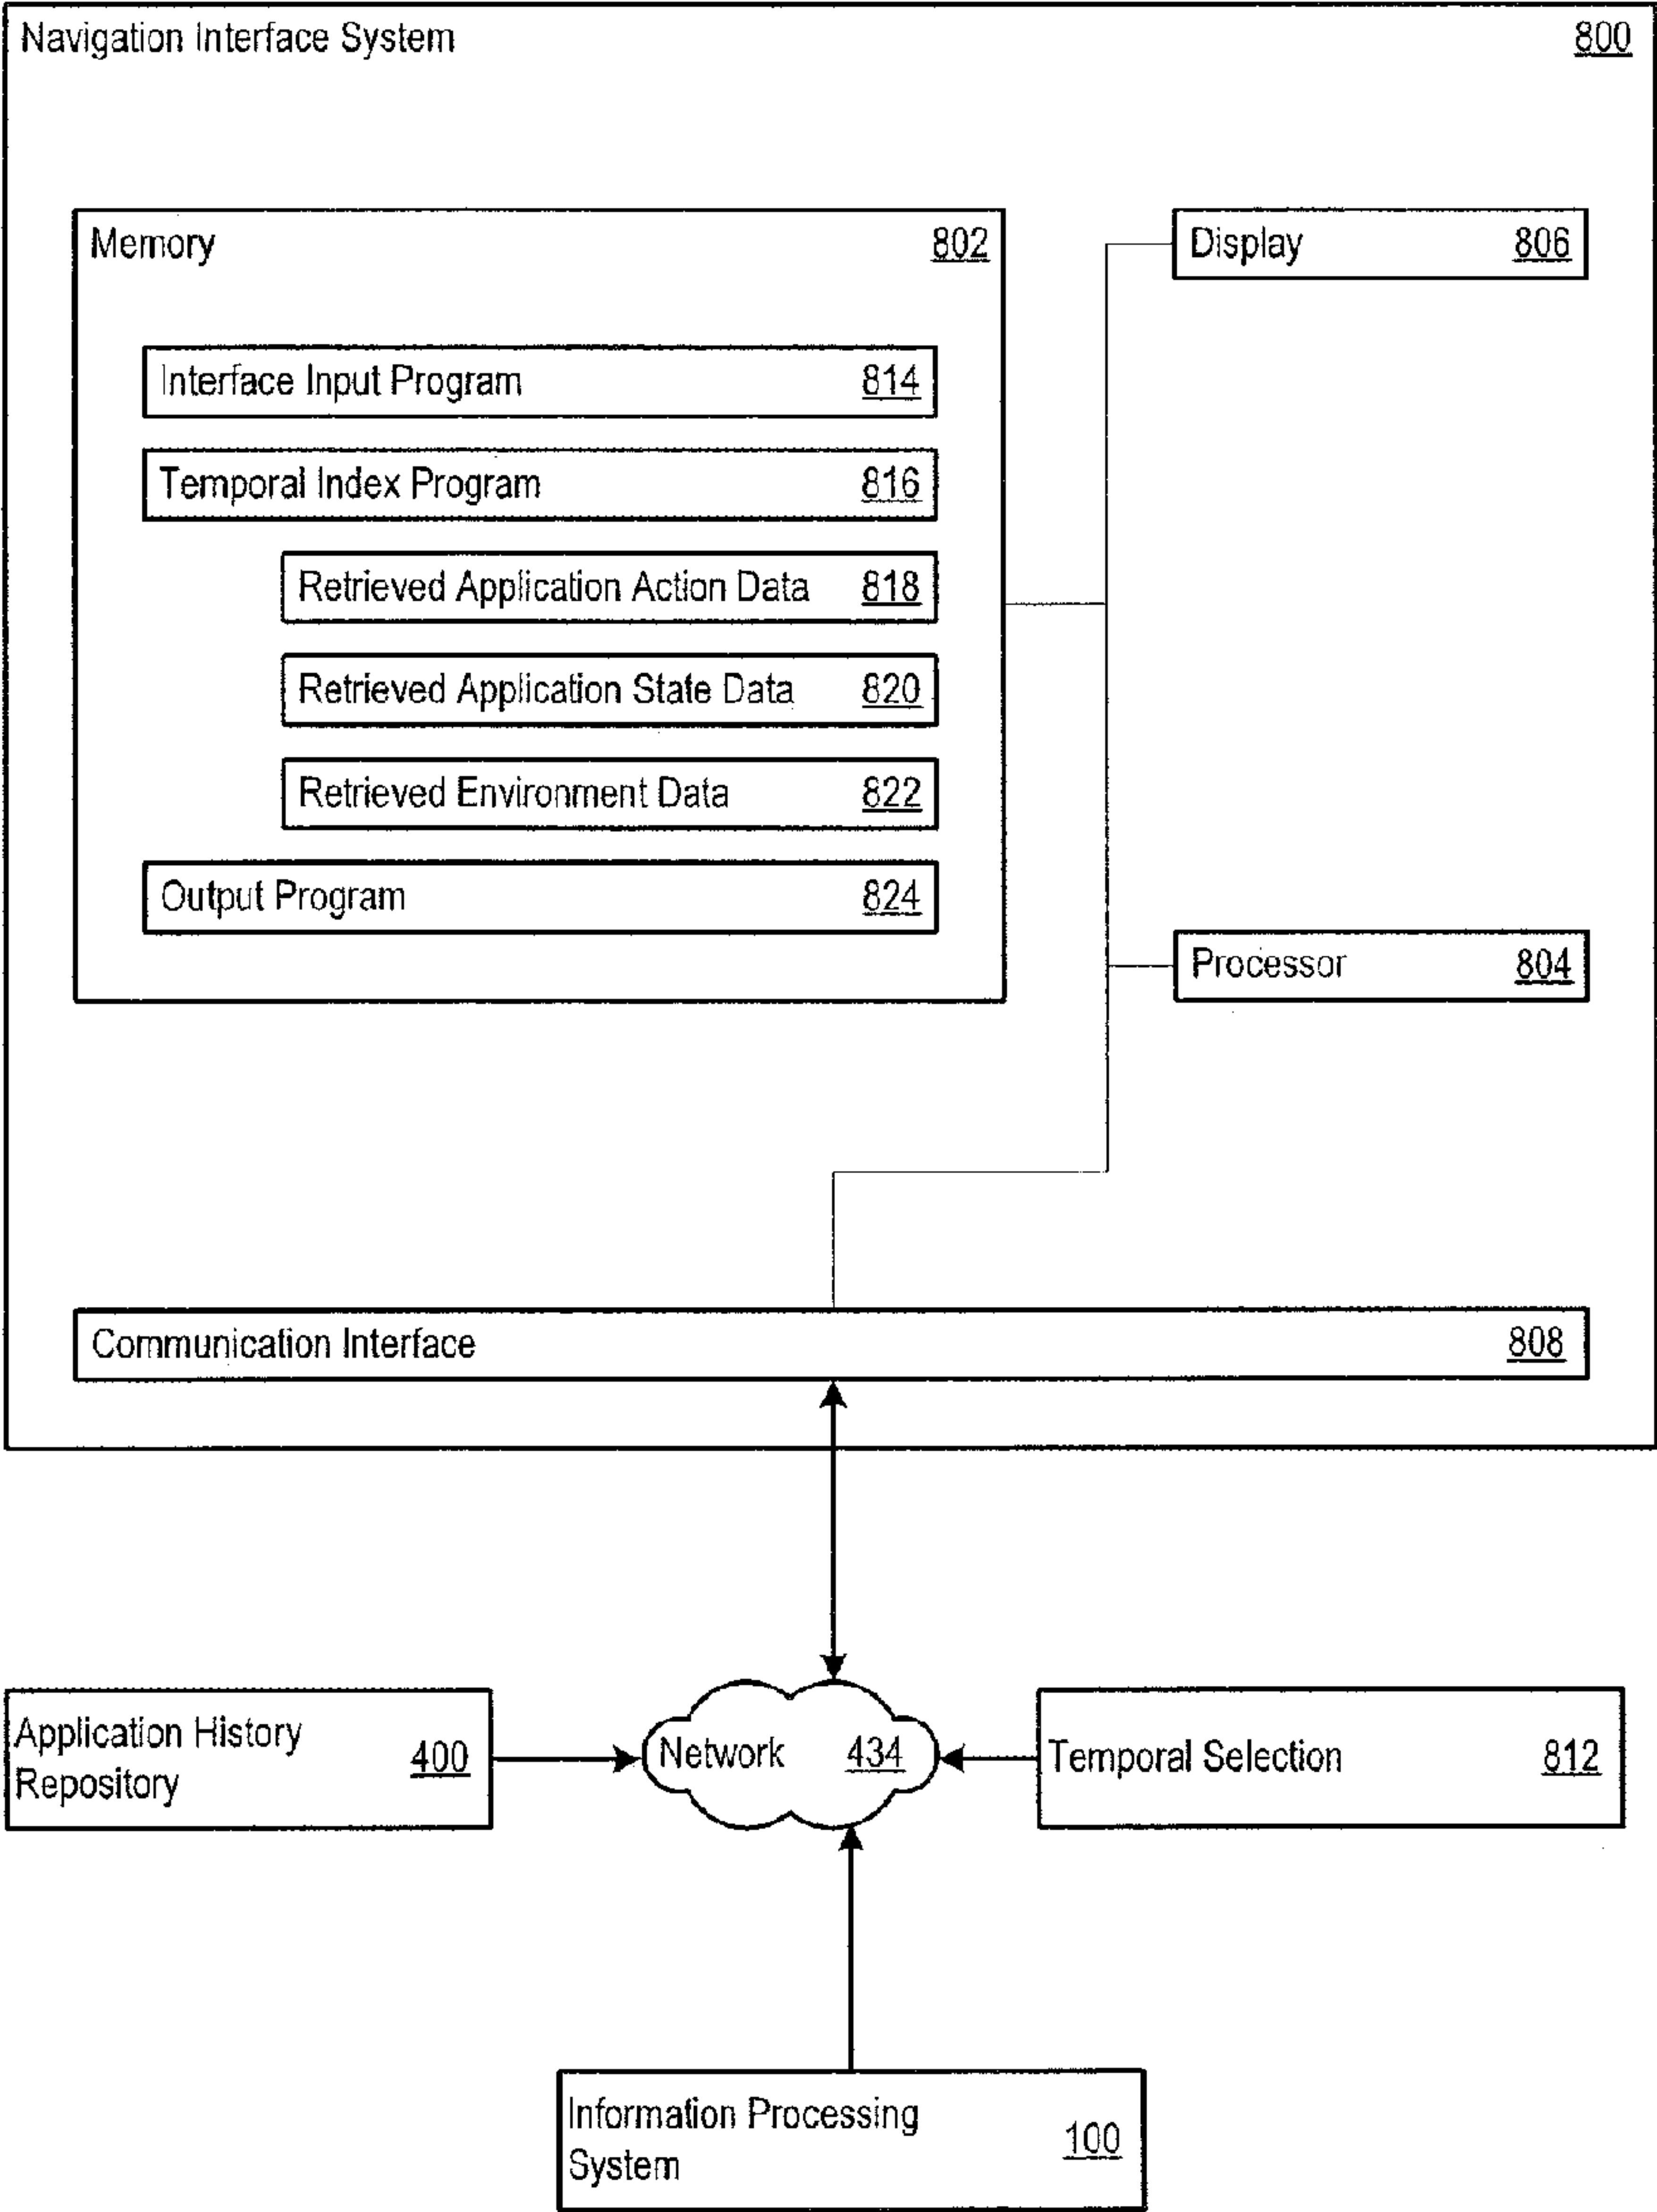 Navigation Interface System 800
Memory 802
Display 806
Interface Input Program 814
Temporal Index Program 816
Retrieved Application Action Data 818
Retrieved Application State Data 820
Retrieved Environment Data 822
Output Program 824
Processor 804
Communication Interface 808
Application History
Repository 400
Network 434
Temporal Selection 812
Information Processing
System 100